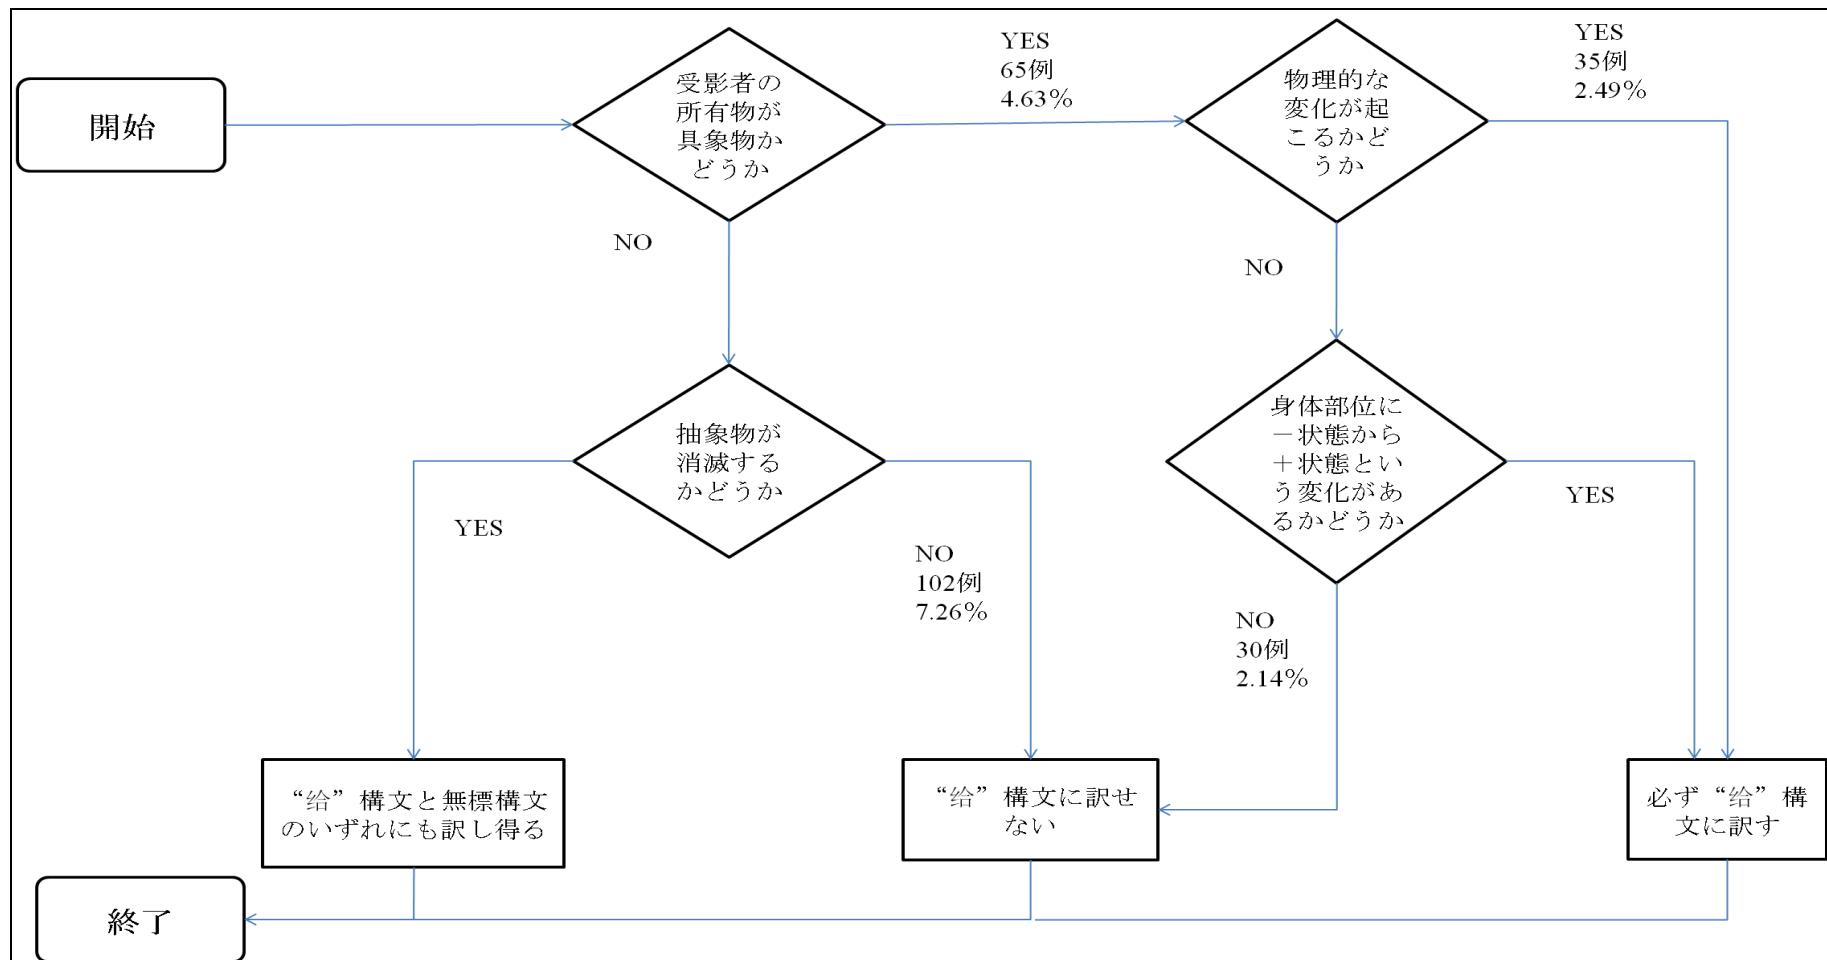 開始
受影者の
所有物が
具象物か
どうか
YES
65例
4.63%
物理的な
変化が起
こるかど
うか
YES
35例
2.49%
NO
NO
抽象物が
消滅する
かどうか
身体部位に
－状態から
＋状態とい
う変化があ
るかどうか
YES
YES
NO
102例
7.26%
NO
30例
2.14%
“给”構文と無標構文
のいずれにも訳し得る
“给”構文に訳せ
ない
必ず“给”構
文に訳す
終了